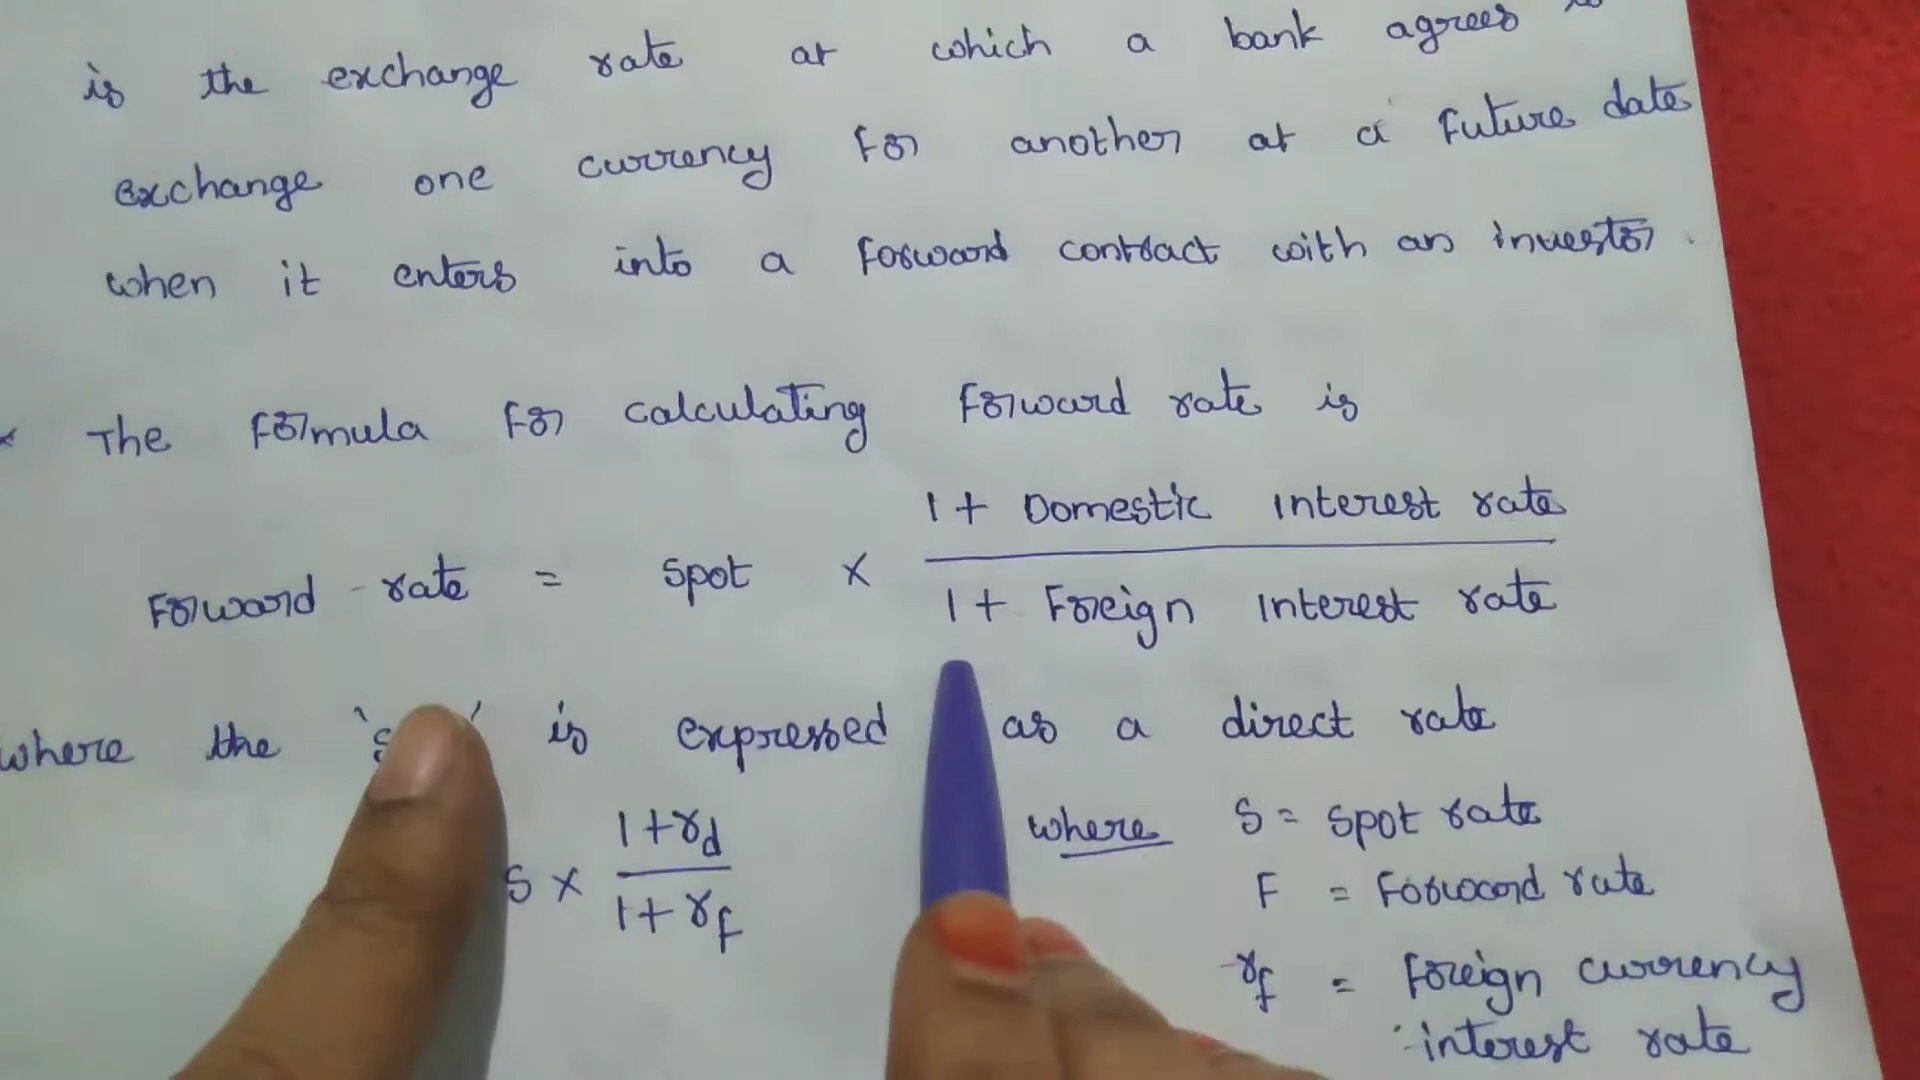 is the exchange rate at which a bank agrees to
exchange one currency for another at a future date
when it enters into a forward contract with an investor.
* The formula for calculating forward rate is
Forward rate = spot × 1 + Domestic interest rate / 1 + Foreign interest rate
where the is expressed as a direct rate
S × 1+rd / 1+rf
where S = spot rate
F = Forward rate
rf = foreign currency
interest rate